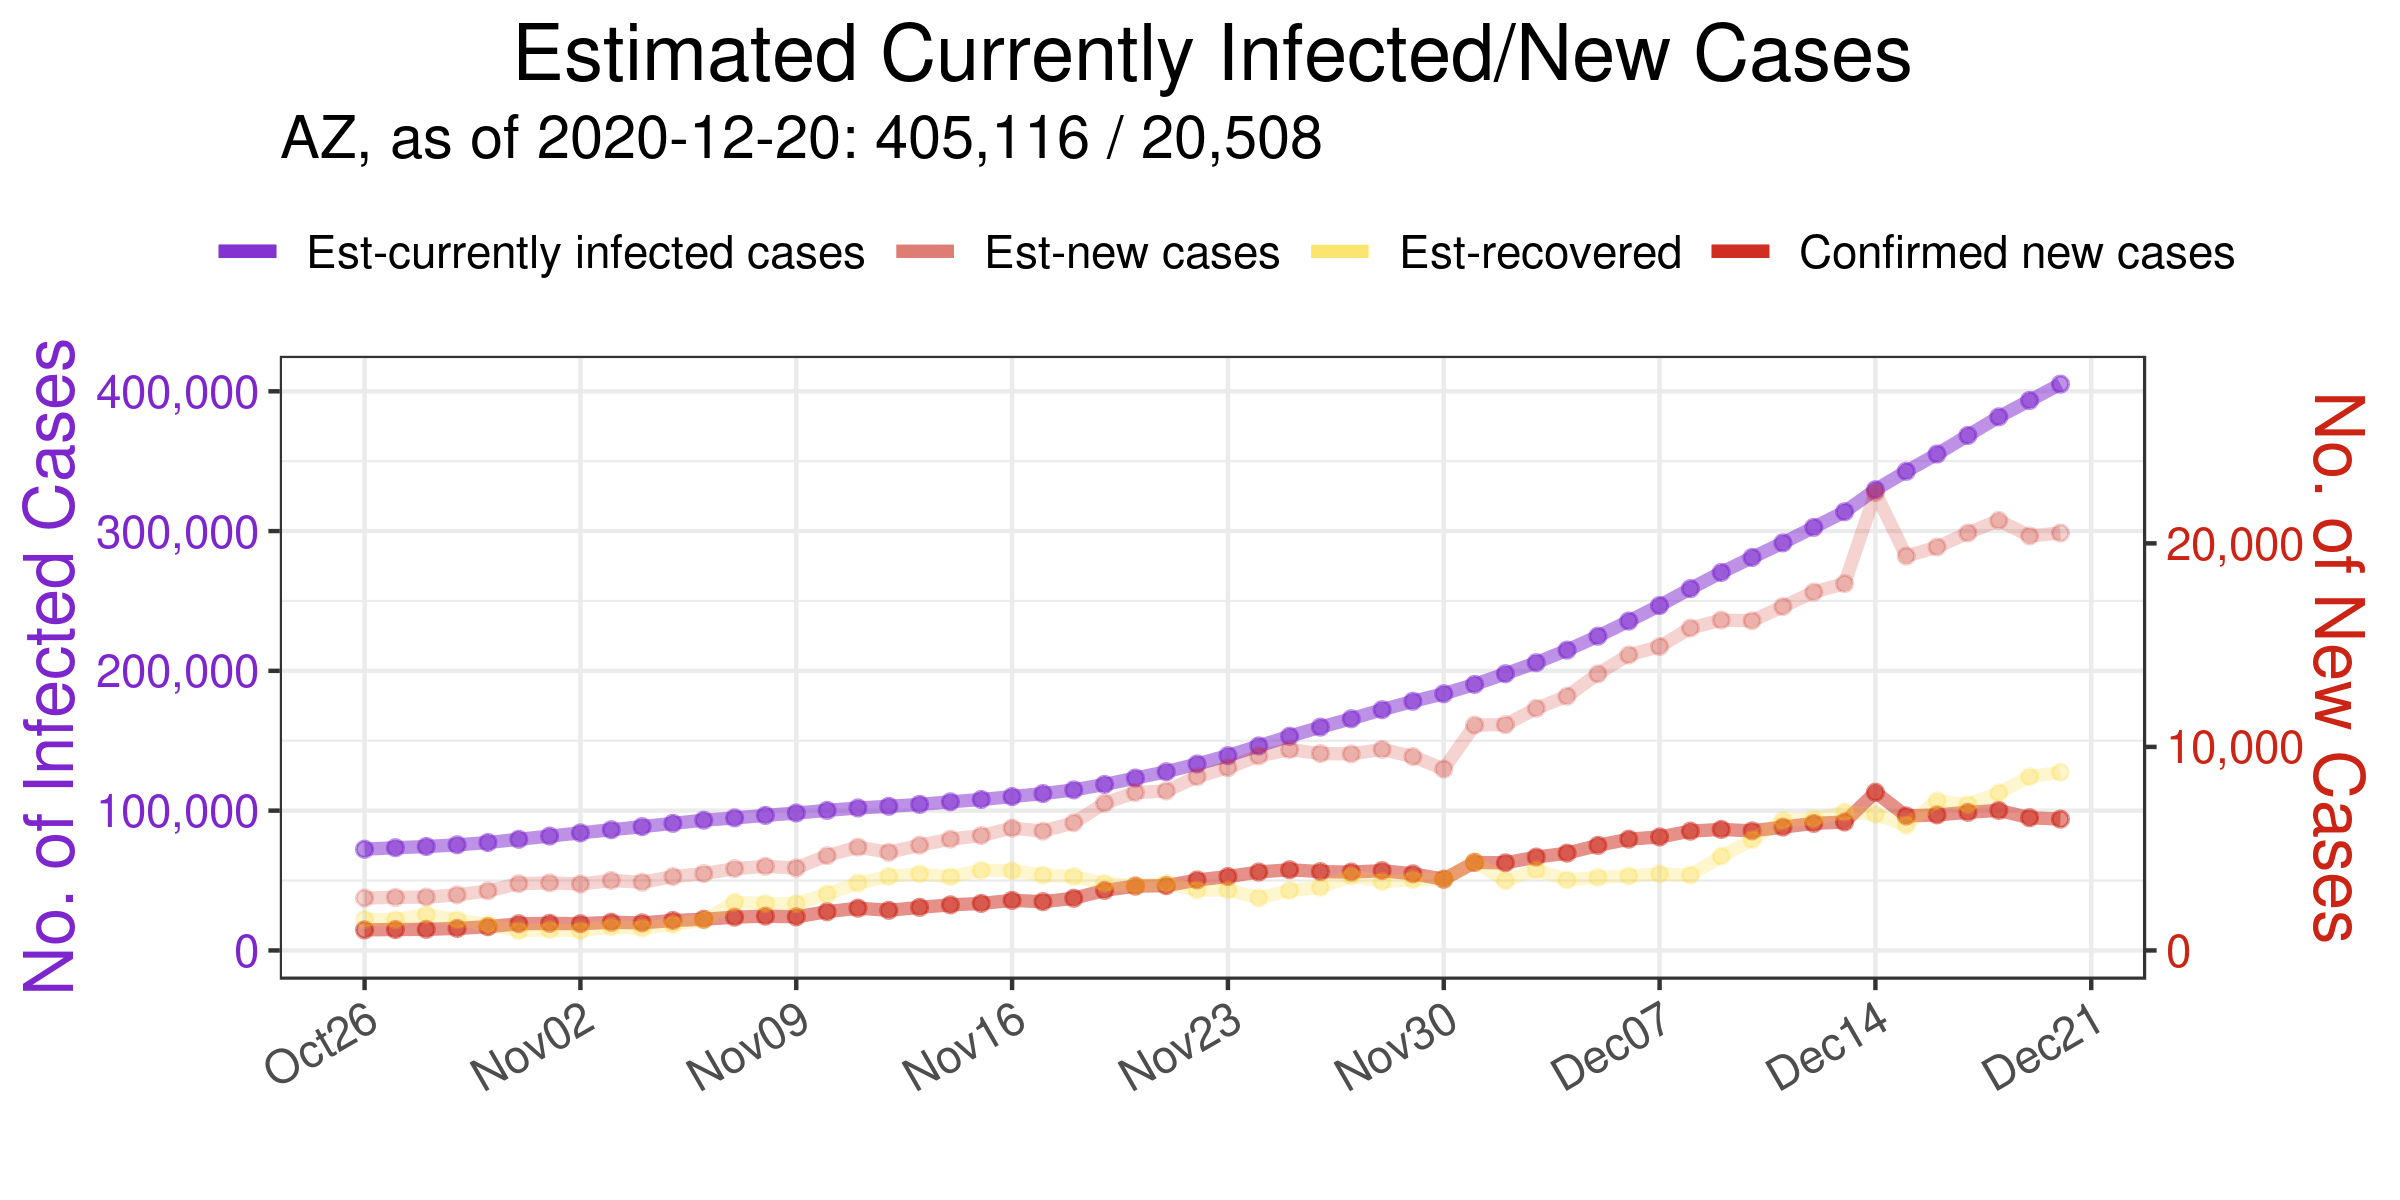 Estimated Currently Infected/New Cases
AZ, as of 2020-12-20: 405,116 / 20,508
Est-currently infected cases Est-new cases Est-recovered Confirmed new cases
No. of Infected Cases
400,000
300,000
200,000
100,000
0
20,000
10,000
0
No. of New Cases
Oct26 Nov02 Nov09 Nov16 Nov23 Nov30 Dec07 Dec14 Dec21